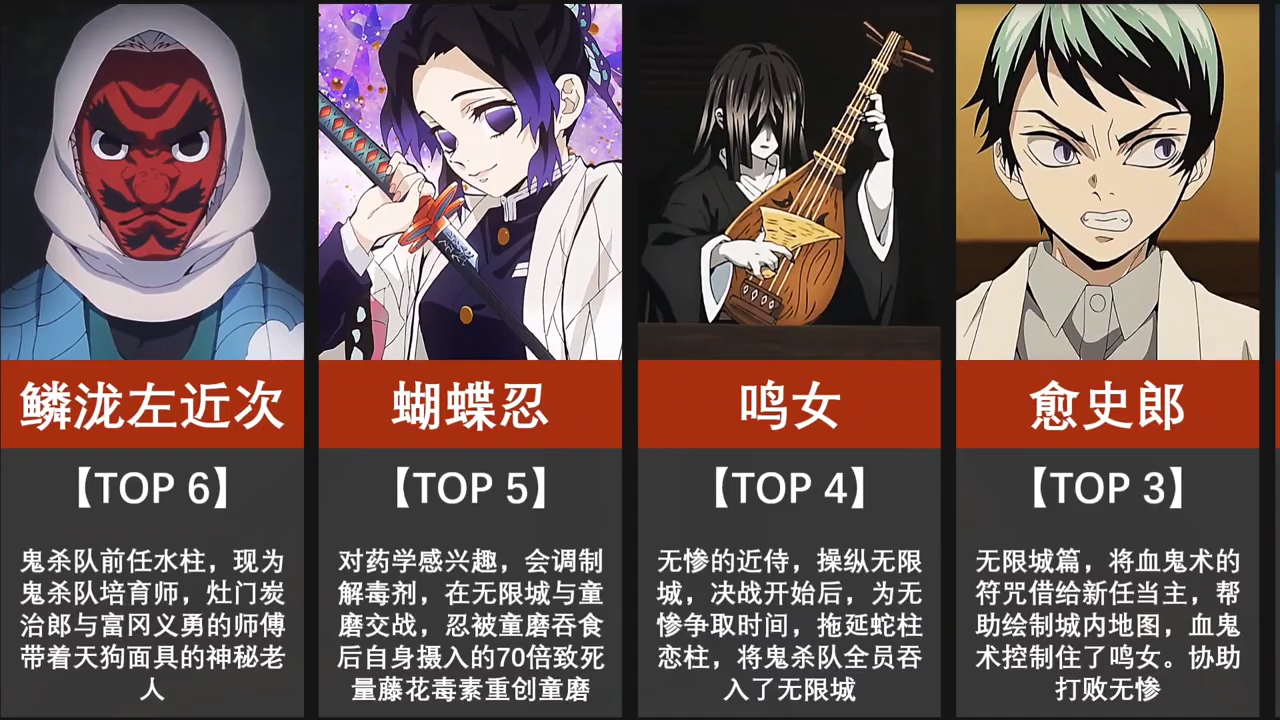 鳞泷左近次
【TOP 6】
鬼杀队前任水柱，现为
鬼杀队培育师，灶门炭
治郎与富冈义勇的师傅
带着天狗面具的神秘老
人
蝴蝶忍
【TOP 5】
对药学感兴趣，会调制
解毒剂，在无限城与童
磨交战，忍被童磨吞食
后自身摄入的70倍致死
量藤花毒素重创童磨
鸣女
【TOP 4】
无惨的近侍，操纵无限
城，决战开始后，为无
惨争取时间，拖延蛇柱
恋柱，将鬼杀队全员吞
入了无限城
愈史郎
【TOP 3】
无限城篇，将血鬼术的
符咒借给新任当主，帮
助绘制城内地图，血鬼
术控制住了鸣女。协助
打败无惨